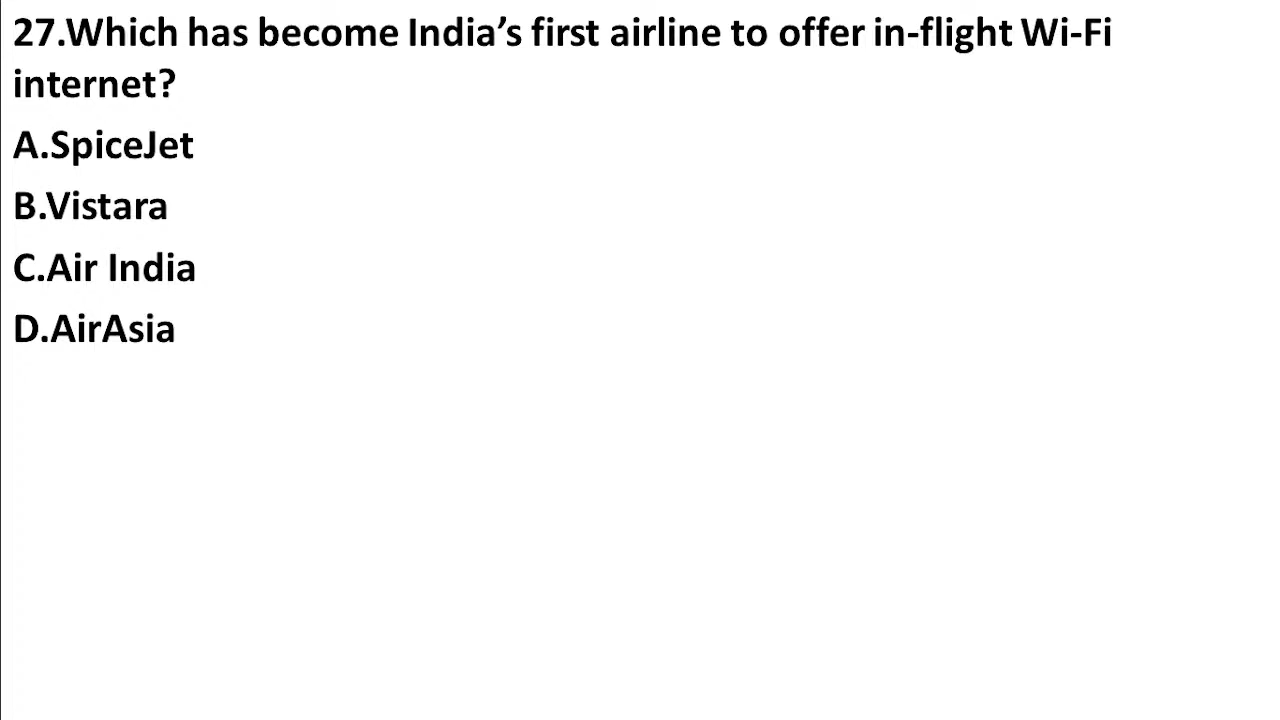 27.Which has become India’s first airline to offer in-flight Wi-Fi
internet?
A.SpiceJet
B.Vistara
C.Air India
D.AirAsia